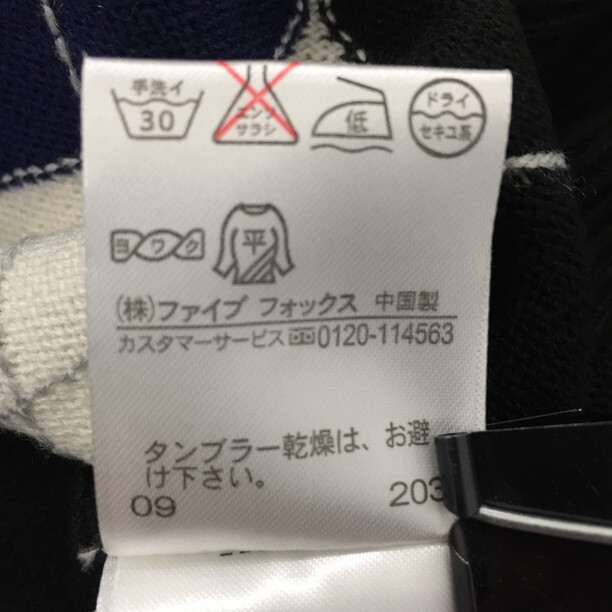 手洗イ
30
エンソ
サラシ
低
ドライ
セキユ系
ヨワク
平
(株)ファイブ フォックス 中国製
カスタマーサービス 0120-114563
タンブラー乾燥は、お避
け下さい。
09 203